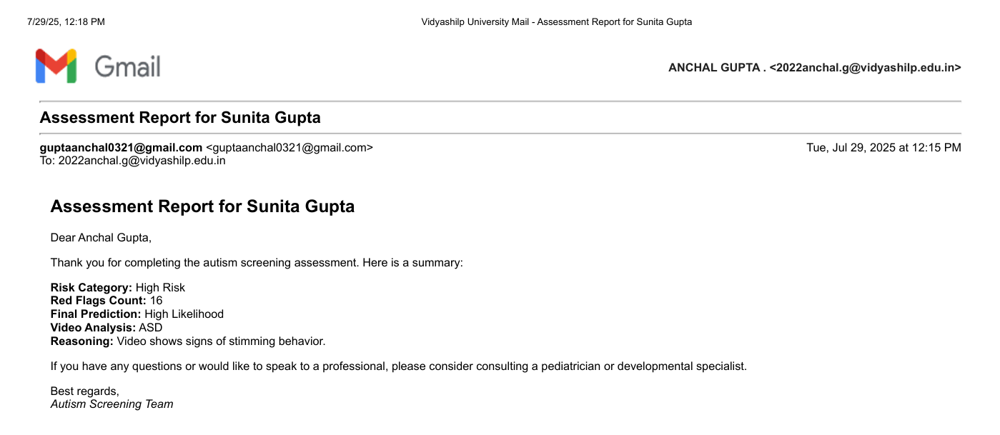 7/29/25, 12:18 PM Vidyashilp University Mail - Assessment Report for Sunita Gupta
Gmail ANCHAL GUPTA . <2022anchal.g@vidyashilp.edu.in>
Assessment Report for Sunita Gupta
guptaanchal0321@gmail.com <guptaanchal0321@gmail.com> Tue, Jul 29, 2025 at 12:15 PM
To: 2022anchal.g@vidyashilp.edu.in
Assessment Report for Sunita Gupta
Dear Anchal Gupta,
Thank you for completing the autism screening assessment. Here is a summary:
Risk Category: High Risk
Red Flags Count: 16
Final Prediction: High Likelihood
Video Analysis: ASD
Reasoning: Video shows signs of stimming behavior.
If you have any questions or would like to speak to a professional, please consider consulting a pediatrician or developmental specialist.
Best regards,
Autism Screening Team